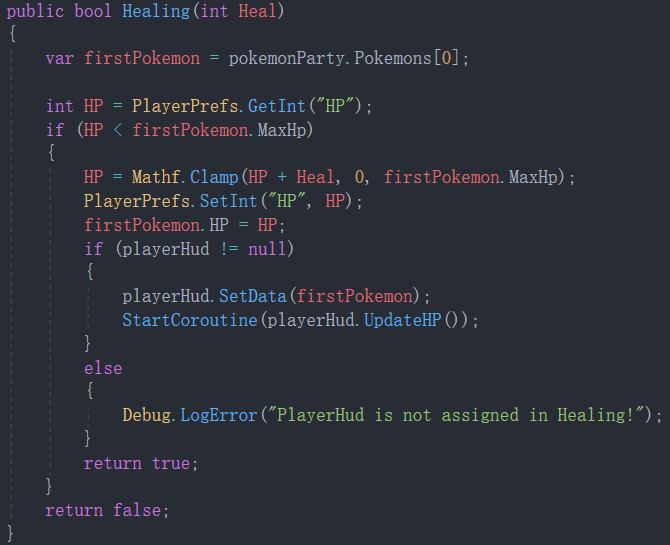 public bool Healing(int Heal)
{
    var firstPokemon = pokemonParty.Pokemons[0];

    int HP = PlayerPrefs.GetInt("HP");
    if (HP < firstPokemon.MaxHp)
    {
        HP = Mathf.Clamp(HP + Heal, 0, firstPokemon.MaxHp);
        PlayerPrefs.SetInt("HP", HP);
        firstPokemon.HP = HP;
        if (playerHud != null)
        {
            playerHud.SetData(firstPokemon);
            StartCoroutine(playerHud.UpdateHP());
        }
        else
        {
            Debug.LogError("PlayerHud is not assigned in Healing!");
        }
        return true;
    }
    return false;
}